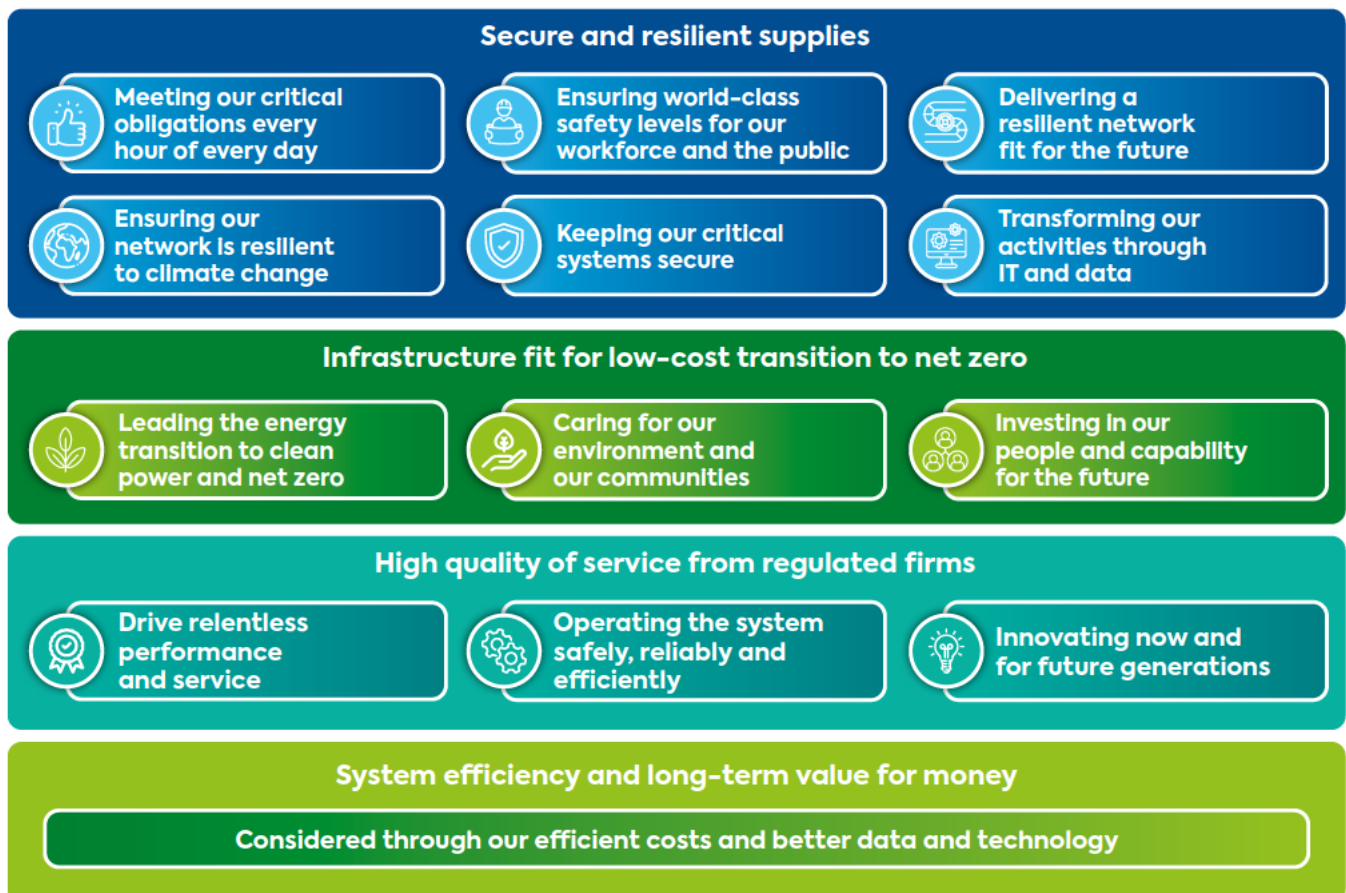 Secure and resilient supplies
Meeting our critical
obligations every
hour of every day
Ensuring world-class
safety levels for our
workforce and the public
Delivering a
resilient network
fit for the future
Ensuring our
network is resilient
to climate change
Keeping our critical
systems secure
Transforming our
activities through
IT and data
Infrastructure fit for low-cost transition to net zero
Leading the energy
transition to clean
power and net zero
Caring for our
environment and
our communities
Investing in our
people and capability
for the future
High quality of service from regulated firms
Drive relentless
performance
and service
Operating the system
safely, reliably and
efficiently
Innovating now and
for future generations
System efficiency and long-term value for money
Considered through our efficient costs and better data and technology